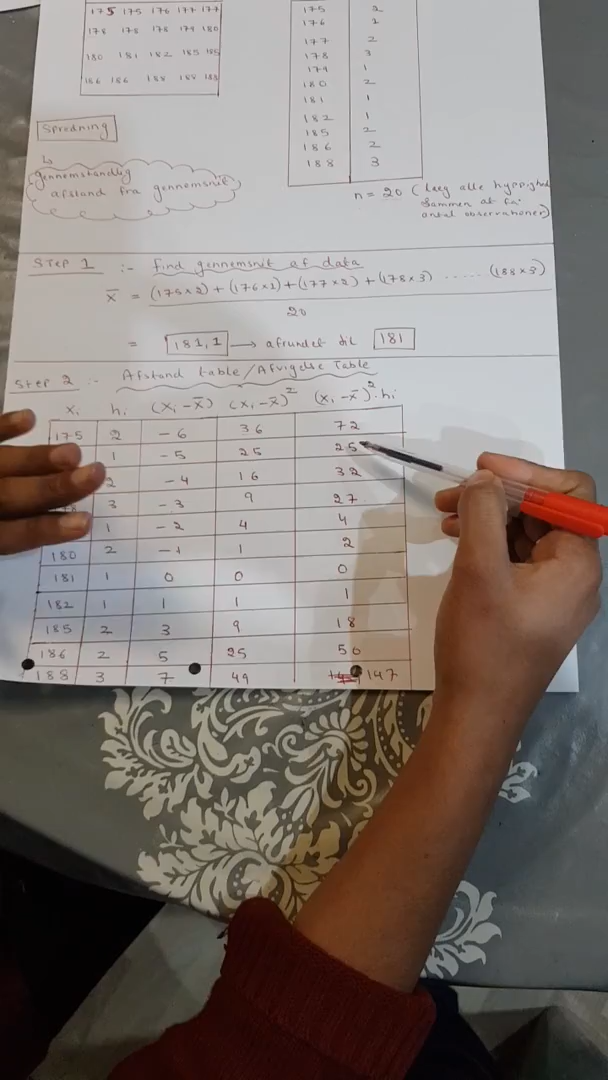 175 175 176 177 177
178 178 178 179 180
180 181 182 185 185
186 186 188 188 188
175 2
176 1
177 2
178 3
179 1
180 2
181 1
182 1
185 2
186 2
188 3
Spredning
gennemstandlig
afstand fra gennemsnit
n = 20 (læg alle hyppighed
sammen at få
antal observationer)
Step 1 :- find gennemsnit af data
x̄ = (175×2) + (176×1) + (177×2) + (178×3) ..... (188×3)
20
= 181,1 → afrundet til 181
Step 2 :- Afstand table/Afvigelse Table
xᵢ hᵢ (xᵢ - x̄) (xᵢ - x̄)² (xᵢ - x̄)².hᵢ
175 2 -6 36 72
1 -5 25 25
2 -4 16 32
3 -3 9 27
1 -2 4 4
180 2 -1 1 2
181 1 0 0 0
182 1 1 1 1
185 2 3 9 18
186 2 5 25 50
188 3 7 49 147